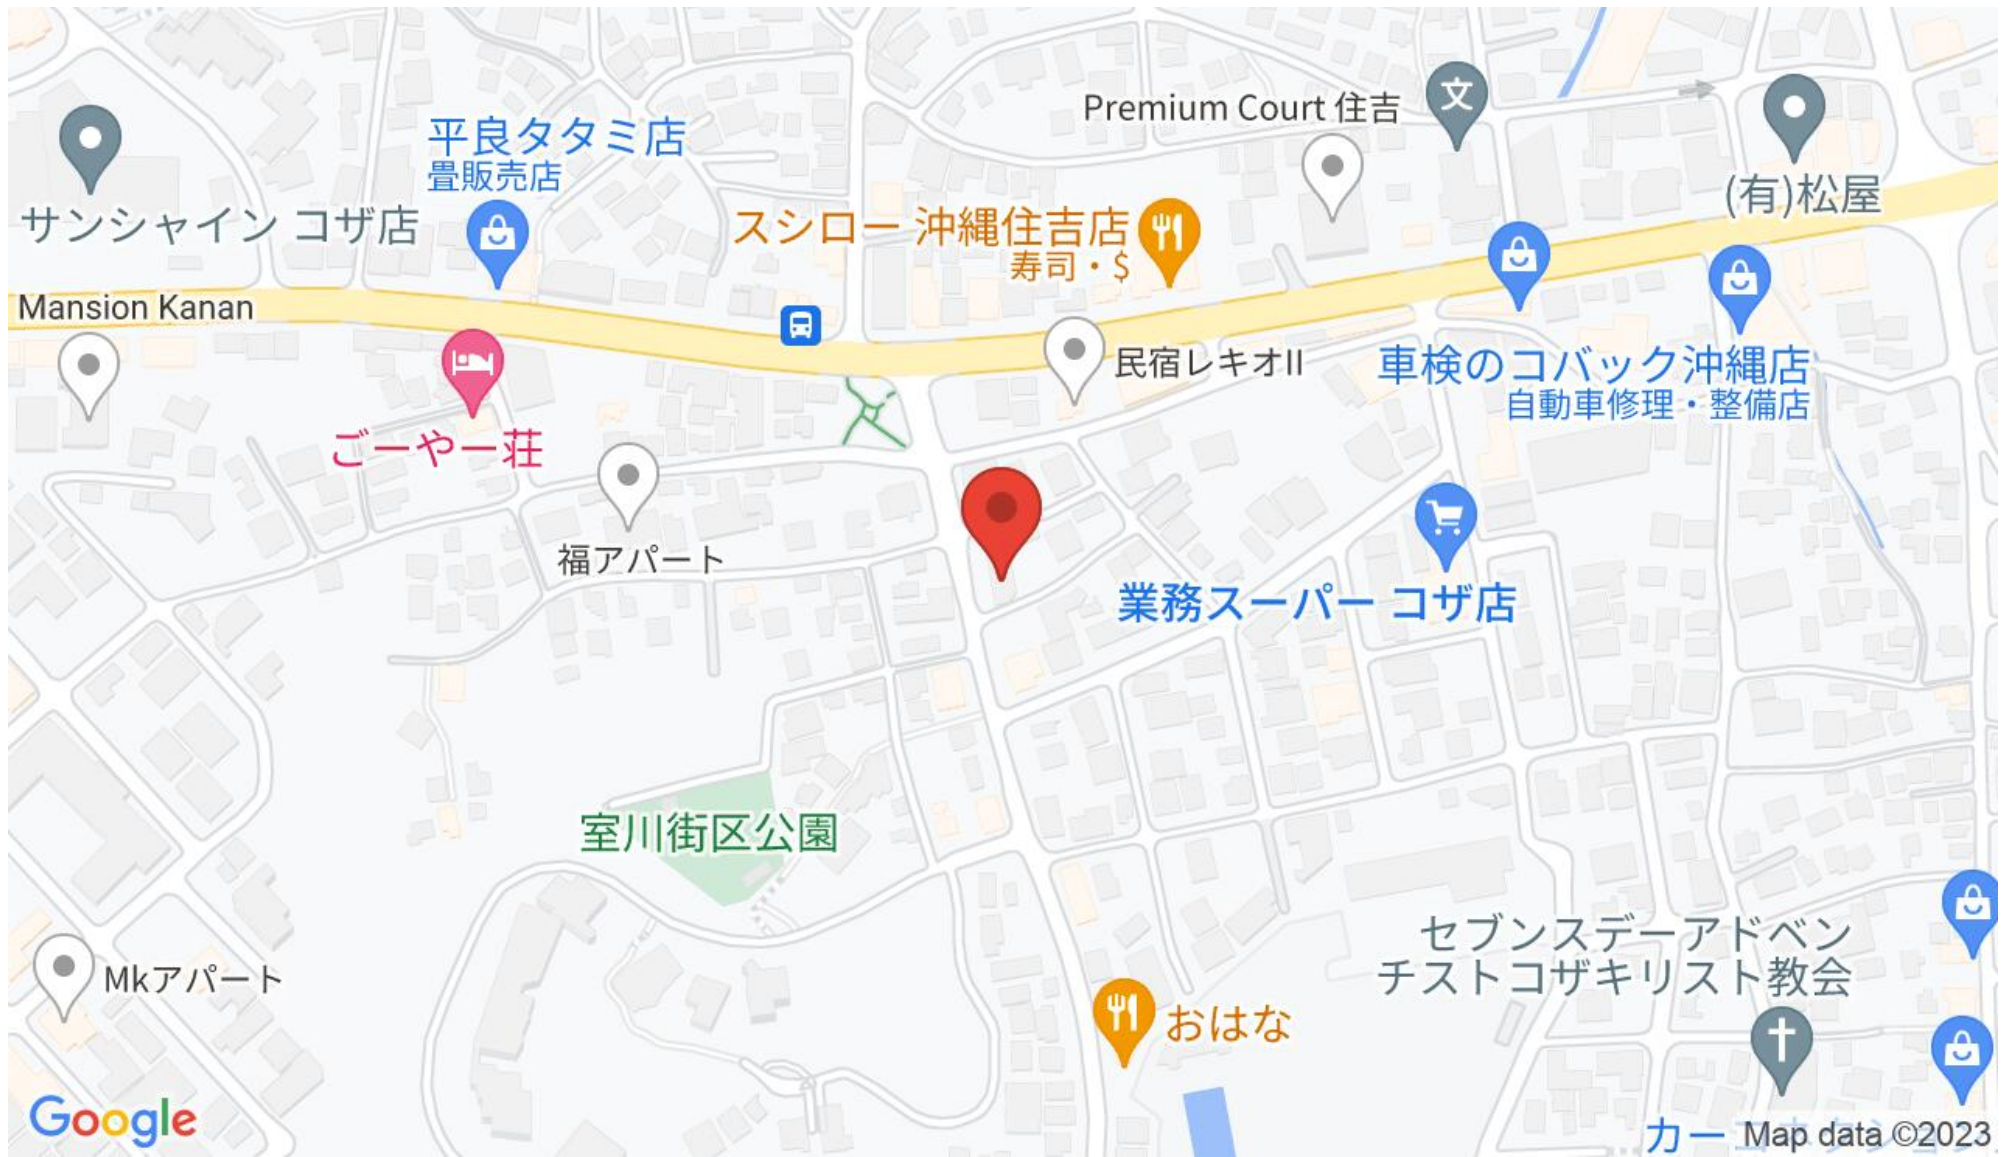 Premium Court 住吉
文
平良タタミ店
畳販売店
(有)松屋
サンシャイン コザ店
スシロー 沖縄住吉店
寿司・$
Mansion Kanan
民宿レキオII
車検のコバック沖縄店
自動車修理・整備店
ごーやー荘
福アパート
業務スーパー コザ店
室川街区公園
セブンスデーアドベン
チストコザキリスト教会
Mkアパート
おはな
Google
カー
Map data ©2023